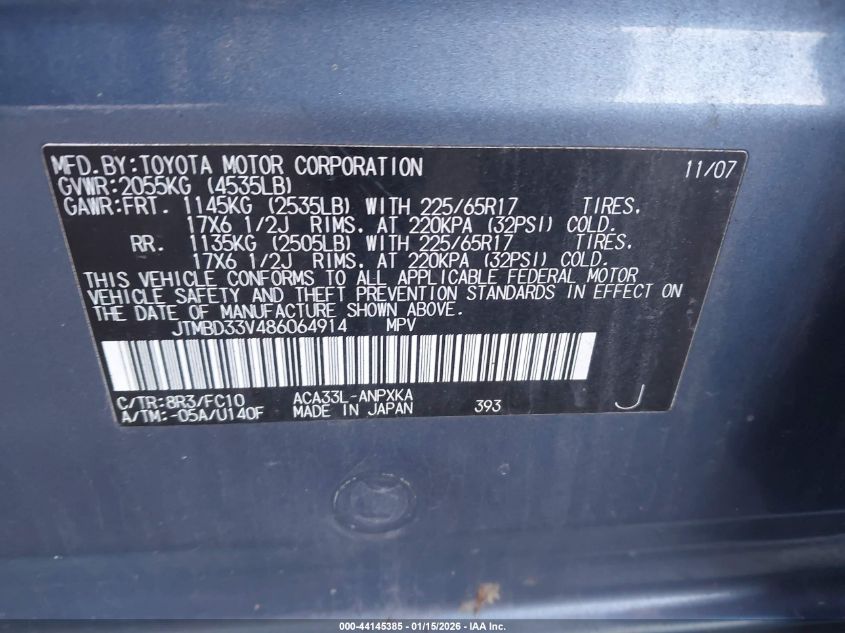 MFD.BY:TOYOTA MOTOR CORPORATION 11/07
GVWR:2055KG (4535LB)
GAWR:FRT. 1145KG (2535LB) WITH 225/65R17 TIRES,
17X6 1/2J RIMS, AT 220KPA (32PSI) COLD.
RR. 1135KG (2505LB) WITH 225/65R17 TIRES,
17X6 1/2J RIMS, AT 220KPA (32PSI) COLD.
THIS VEHICLE CONFORMS TO ALL APPLICABLE FEDERAL MOTOR
VEHICLE SAFETY AND THEFT PREVENTION STANDARDS IN EFFECT ON
THE DATE OF MANUFACTURE SHOWN ABOVE.
JTMBD33V486064914 MPV
C/TR:8R3/FC10 ACA33L-ANPXKA
A/TM:-05A/U140F MADE IN JAPAN 393 J
000-44145385 - 01/15/2026 - IAA Inc.